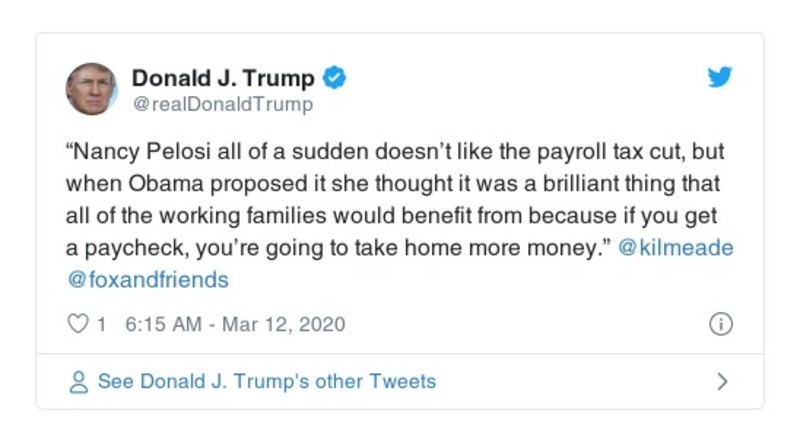 Donald J. Trump
@realDonaldTrump
“Nancy Pelosi all of a sudden doesn’t like the payroll tax cut, but
when Obama proposed it she thought it was a brilliant thing that
all of the working families would benefit from because if you get
a paycheck, you’re going to take home more money.” @kilmeade
@foxandfriends
1 6:15 AM - Mar 12, 2020
See Donald J. Trump's other Tweets